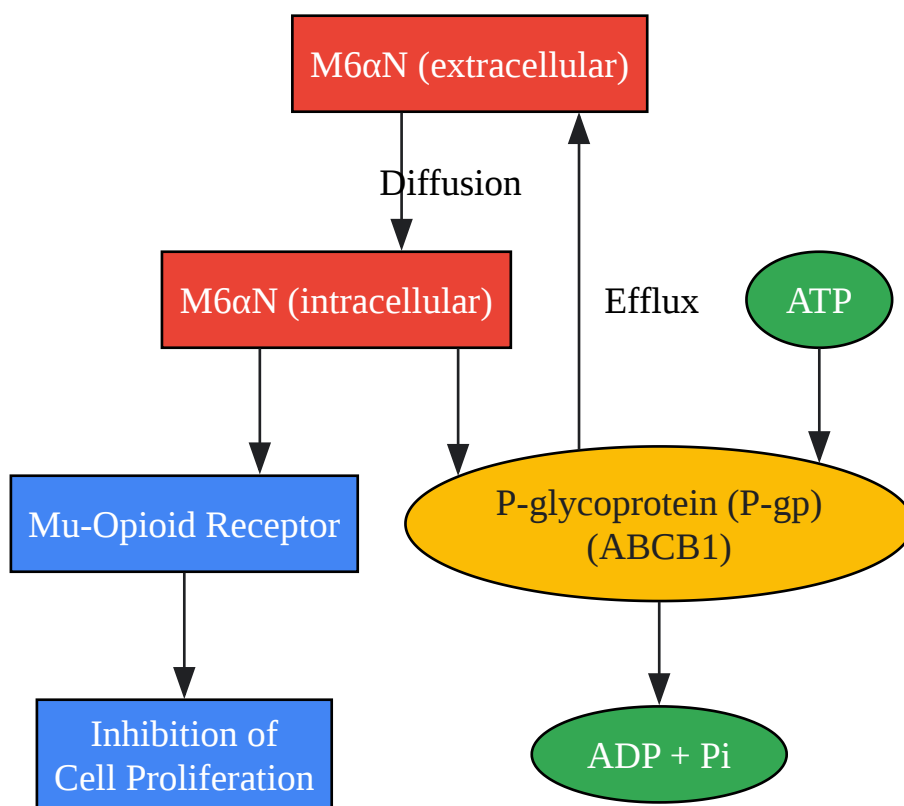 M6αN (extracellular)
Diffusion
M6αN (intracellular)
Efflux
ATP
Mu-Opioid Receptor
P-glycoprotein (P-gp)
(ABCB1)
Inhibition of
Cell Proliferation
ADP + Pi